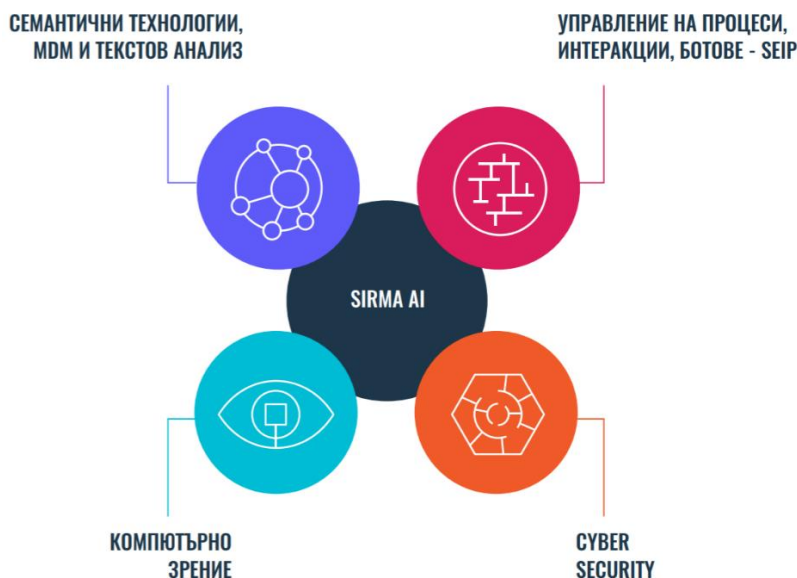 СЕМАНТИЧНИ ТЕХНОЛОГИИ,
MDM И ТЕКСТОВ АНАЛИЗ
УПРАВЛЕНИЕ НА ПРОЦЕСИ,
ИНТЕРАКЦИИ, БОТОВЕ - SEIP
SIRMA AI
КОМПЮТЪРНО
ЗРЕНИЕ
CYBER
SECURITY